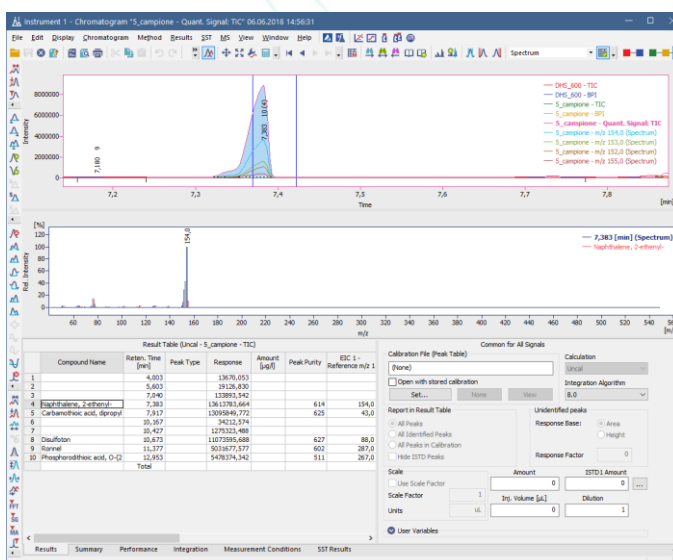 Instrument 1 - Chromatogram "5_campione - Quant. Signal: TIC" 06.06.2018 14:56:31
File Edit Display Chromatogram Method Results SST MS View Window Help
Spectrum
8000000
6000000
4000000
2000000
0
Intensity
7,180 9
7,383 10 (4)
DHS_600 - TIC
DHS_600 - BPI
5_campione - TIC
5_campione - BPI
5_campione - Quant. Signal: TIC
5_campione - m/z 154,0 (Spectrum)
5_campione - m/z 153,0 (Spectrum)
5_campione - m/z 152,0 (Spectrum)
5_campione - m/z 155,0 (Spectrum)
7,2 7,3 7,4 7,5 7,6 7,7 7,8
Time [min]
[%]
120
100
80
60
40
20
0
Rel. Intensity
154,0
7,383 [min] (Spectrum)
Naphthalene, 2-ethenyl-
60 80 100 120 140 160 180 200 220 240 260 280 300 320 340 360 380 400 420 440 460 480 500 520 540
m/z
Result Table (Uncal - 5_campione - TIC)
Compound Name Reten. Time [min] Peak Type Response Amount [µg/l] Peak Purity EIC 1 - Reference m/z 1
1 4,003 13670,053
2 5,603 19126,830
3 7,040 133893,542
4 Naphthalene, 2-ethenyl- 7,383 13613783,664 614 154,0
5 Carbamothioic acid, dipropyl 7,917 13095849,772 625 43,0
6 10,167 34212,574
7 10,427 1275323,488
8 Disulfoton 10,673 11073595,688 627 88,0
9 Ronnel 11,377 5031677,577 602 287,0
10 Phosphorodithioic acid, O-[2 12,953 5478374,342 511 267,0
Total
Common for All Signals
Calibration File (Peak Table)
(None)
Open with stored calibration
Set... None View
Calculation
Uncal
Integration Algorithm
8.0
Report in Result Table
All Peaks
All Identified Peaks
All Peaks in Calibration
Hide ISTD Peaks
Unidentified peaks
Response Base: Area
Height
Response Factor 0
Scale
Use Scale Factor
Scale Factor 1
Units uL
Amount
0
ISTD1 Amount
0 ...
Inj. Volume [µL]
0
Dilution
1
User Variables
Results Summary Performance Integration Measurement Conditions SST Results